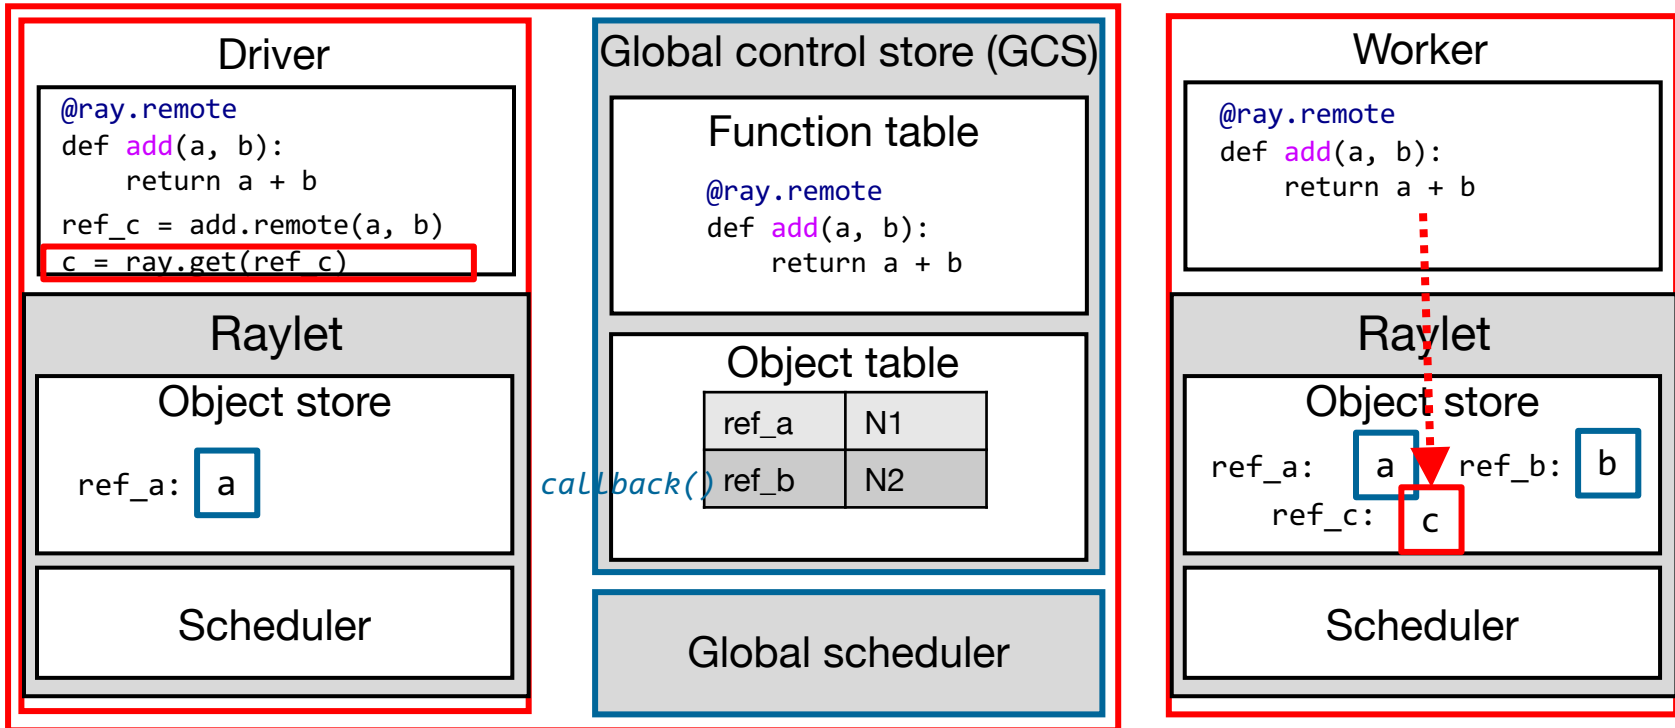 Driver
@ray.remote
def add(a, b):
    return a + b
ref_c = add.remote(a, b)
c = ray.get(ref_c)
Raylet
Object store
ref_a: a
Scheduler
Global control store (GCS)
Function table
@ray.remote
def add(a, b):
    return a + b
Object table
ref_a N1
callback() ref_b N2
Global scheduler
Worker
@ray.remote
def add(a, b):
    return a + b
Raylet
Object store
ref_a: a ref_b: b
ref_c: c
Scheduler